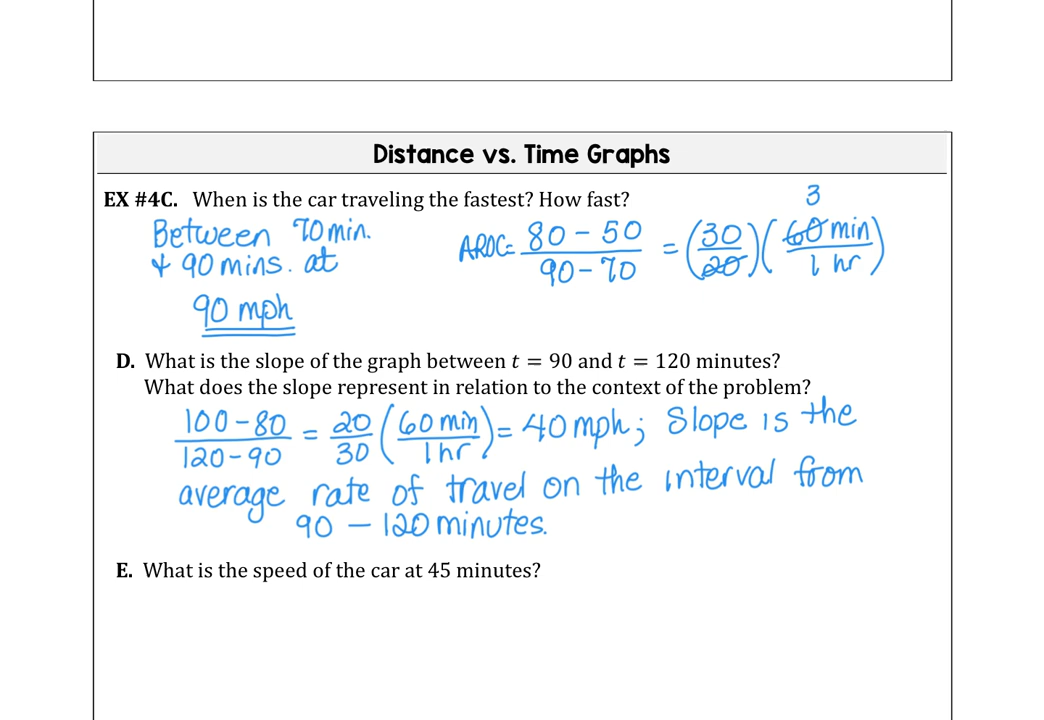 Distance vs. Time Graphs
EX #4C. When is the car traveling the fastest? How fast?
Between 70 min.
+ 90 mins. at
90 mph
AROC= 80 - 50 / 90 - 70 = (30/20)(60 min / 1 hr)
3
D. What is the slope of the graph between t = 90 and t = 120 minutes?
What does the slope represent in relation to the context of the problem?
100 - 80 / 120 - 90 = 20/30 (60 min / 1 hr) = 40 mph; Slope is the
average rate of travel on the interval from
90 - 120 minutes.
E. What is the speed of the car at 45 minutes?